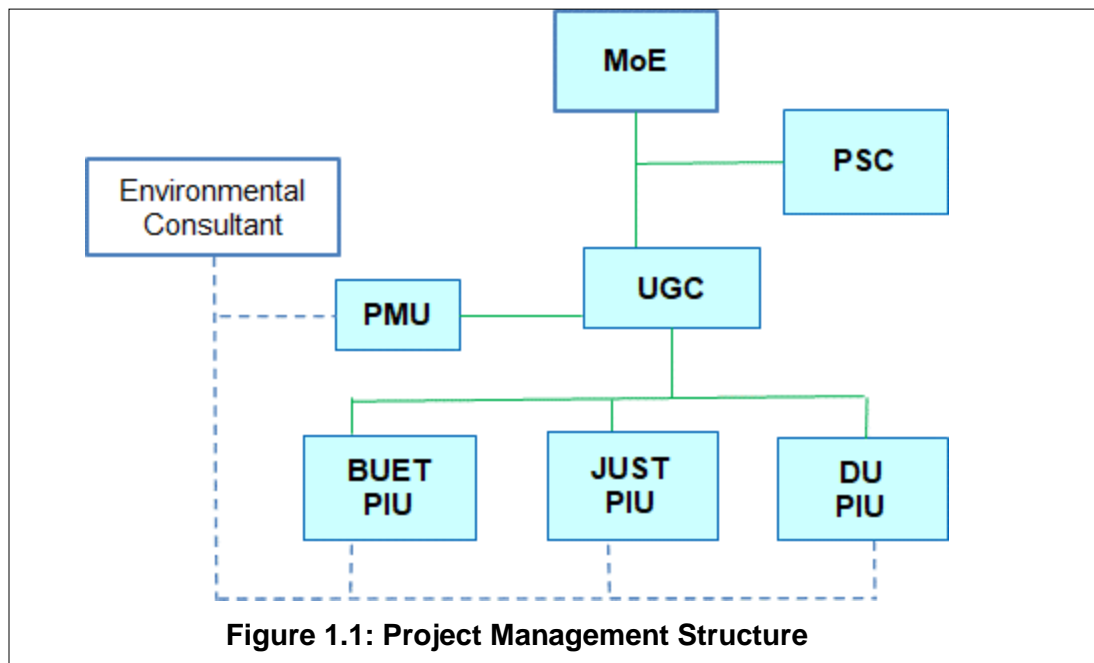 MoE
PSC
Environmental
Consultant
UGC
PMU
BUET
PIU
JUST
PIU
DU
PIU
Figure 1.1: Project Management Structure